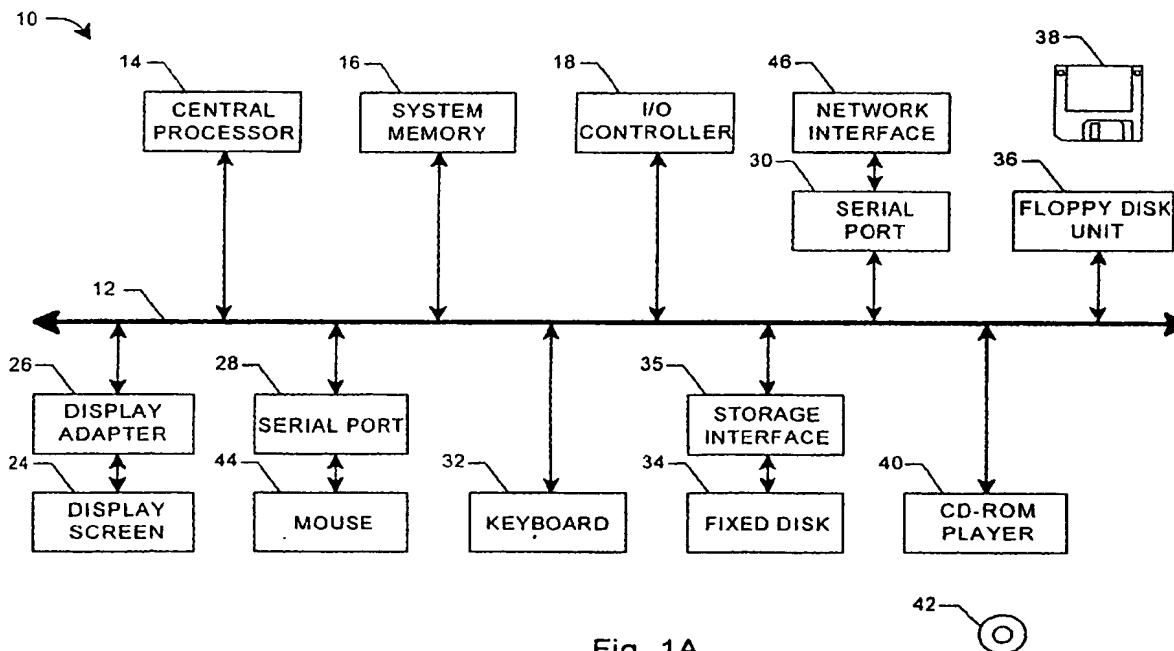 10
14
CENTRAL
PROCESSOR
16
SYSTEM
MEMORY
18
I/O
CONTROLLER
46
NETWORK
INTERFACE
38
30
SERIAL
PORT
36
FLOPPY DISK
UNIT
12
26
DISPLAY
ADAPTER
28
SERIAL PORT
35
STORAGE
INTERFACE
24
DISPLAY
SCREEN
44
MOUSE
32
KEYBOARD
34
FIXED DISK
40
CD-ROM
PLAYER
42
Fig. 1A